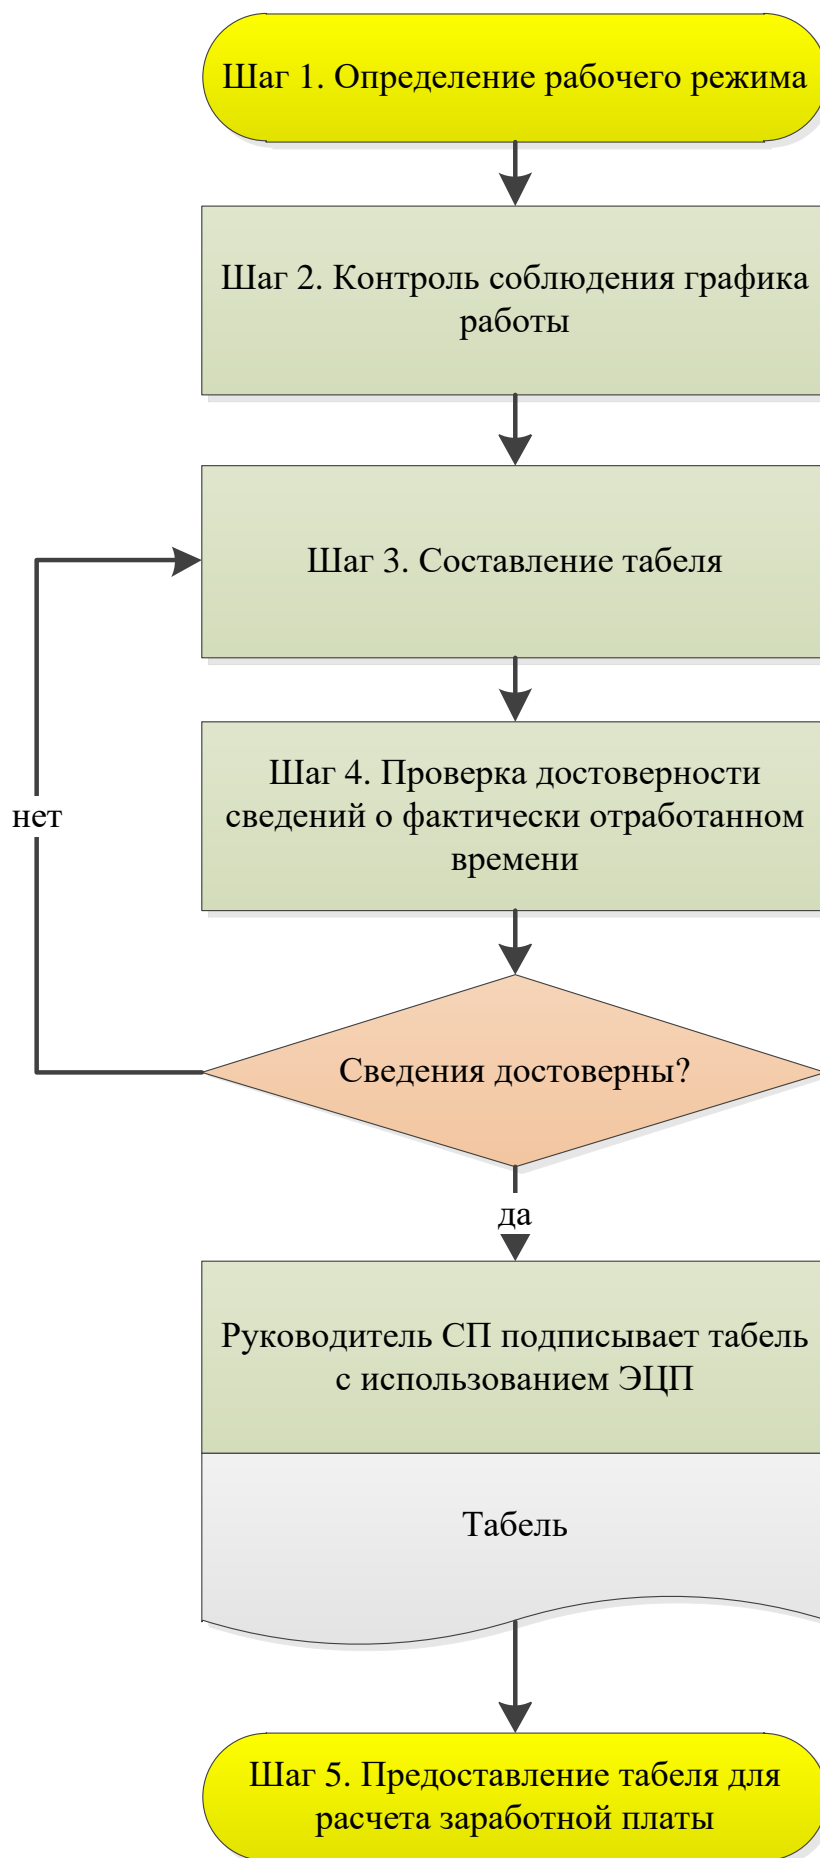 Шаг 1. Определение рабочего режима
Шаг 2. Контроль соблюдения графика
работы
Шаг 3. Составление табеля
Шаг 4. Проверка достоверности
сведений о фактически отработанном
времени
нет
Сведения достоверны?
да
Руководитель СП подписывает табель
с использованием ЭЦП
Табель
Шаг 5. Предоставление табеля для
расчета заработной платы